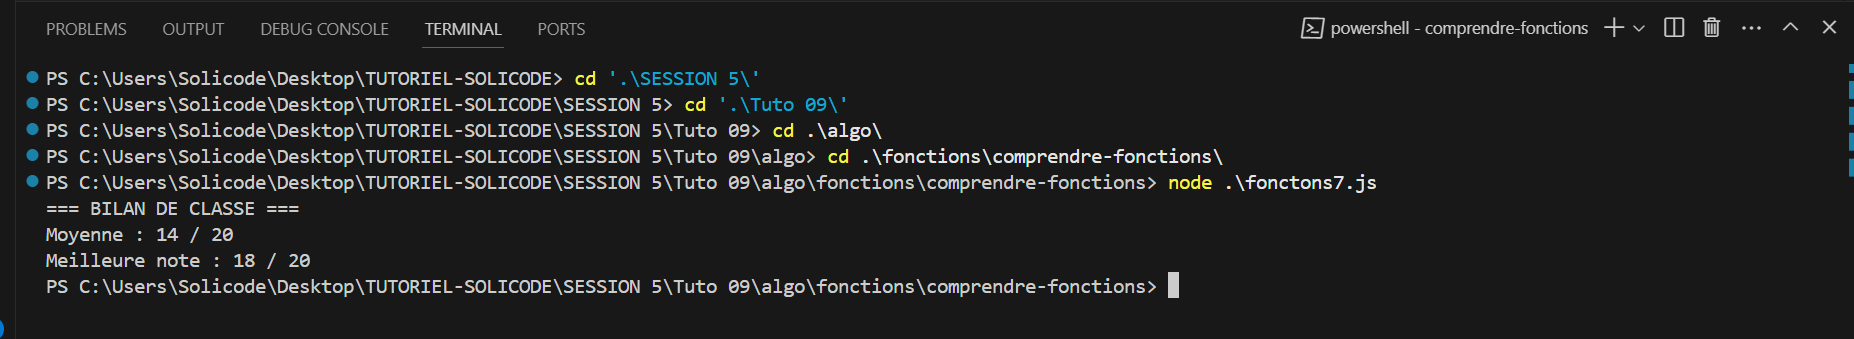 PROBLEMS OUTPUT DEBUG CONSOLE TERMINAL PORTS powershell - comprendre-fonctions
PS C:\Users\Solicode\Desktop\TUTORIEL-SOLICODE> cd '.\SESSION 5\'
PS C:\Users\Solicode\Desktop\TUTORIEL-SOLICODE\SESSION 5> cd '.\Tuto 09\'
PS C:\Users\Solicode\Desktop\TUTORIEL-SOLICODE\SESSION 5\Tuto 09> cd .\algo\
PS C:\Users\Solicode\Desktop\TUTORIEL-SOLICODE\SESSION 5\Tuto 09\algo> cd .\fonctions\comprendre-fonctions\
PS C:\Users\Solicode\Desktop\TUTORIEL-SOLICODE\SESSION 5\Tuto 09\algo\fonctions\comprendre-fonctions> node .\fonctons7.js
=== BILAN DE CLASSE ===
Moyenne : 14 / 20
Meilleure note : 18 / 20
PS C:\Users\Solicode\Desktop\TUTORIEL-SOLICODE\SESSION 5\Tuto 09\algo\fonctions\comprendre-fonctions>